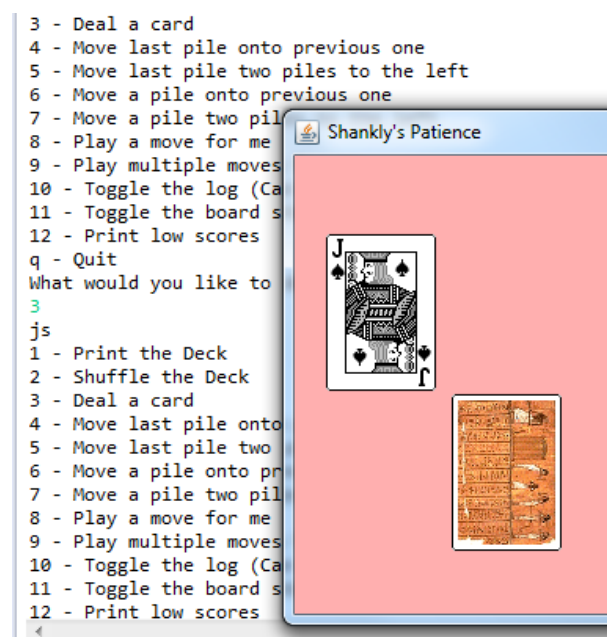 3 - Deal a card
4 - Move last pile onto previous one
5 - Move last pile two piles to the left
6 - Move a pile onto previous one
7 - Move a pile two pil
8 - Play a move for me
9 - Play multiple moves
10 - Toggle the log (Ca
11 - Toggle the board s
12 - Print low scores
q - Quit
What would you like to
3
js
1 - Print the Deck
2 - Shuffle the Deck
3 - Deal a card
4 - Move last pile onto
5 - Move last pile two
6 - Move a pile onto pr
7 - Move a pile two pil
8 - Play a move for me
9 - Play multiple moves
10 - Toggle the log (Ca
11 - Toggle the board s
12 - Print low scores
Shankly's Patience
J
J